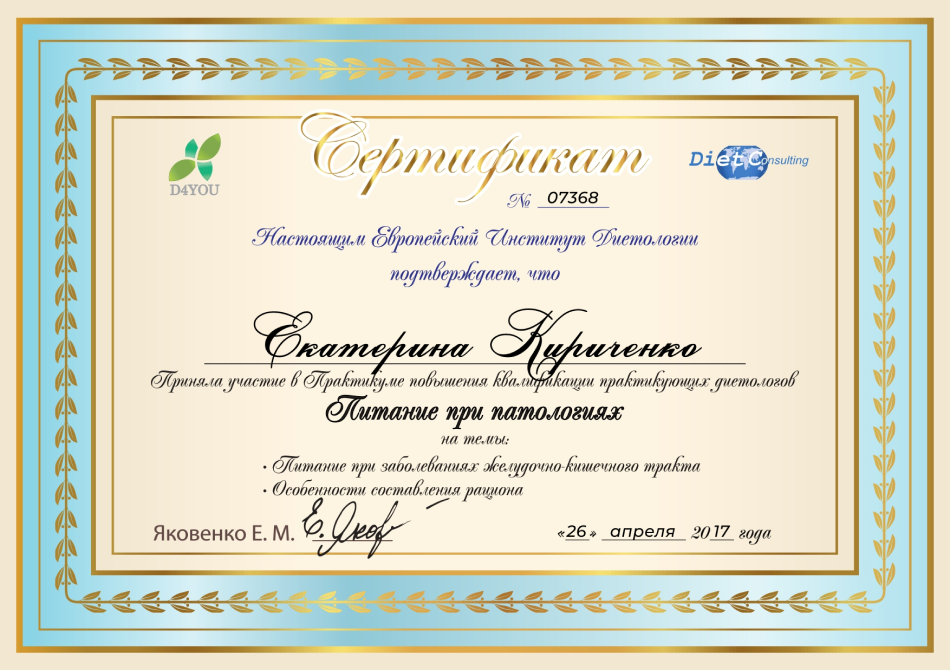 Сертификат
D4YOU
Diet Consulting
№ 07368
Настоящим Европейский Институт Диетологии
подтверждает, что
Екатерина Кириченко
Приняла участие в Практикуме повышения квалификации практикующих диетологов
Питание при патологиях
на темы:
· Питание при заболеваниях желудочно-кишечного тракта
· Особенности составления рациона
Яковенко Е. М. Е. Яков
«26» апреля 2017 года